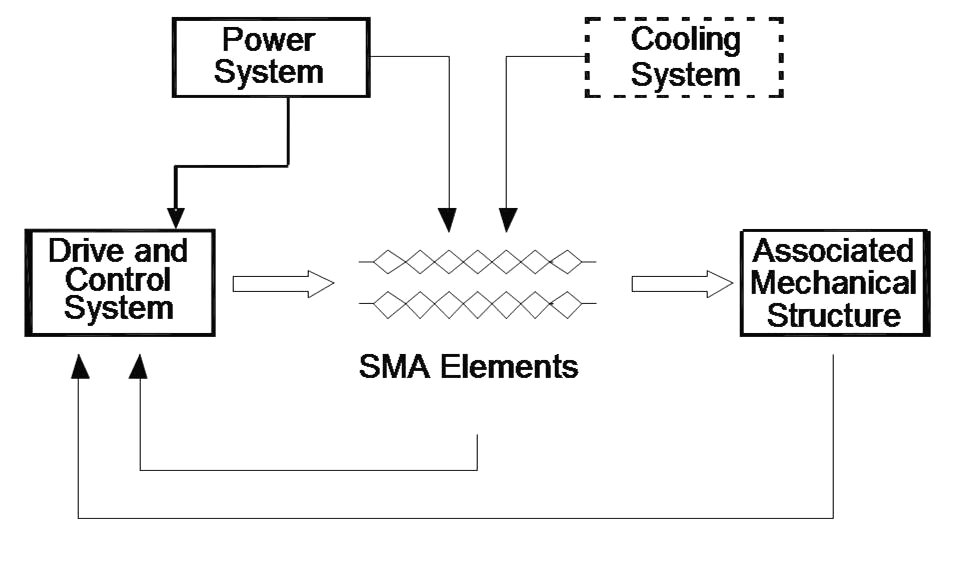 Power
System
Cooling
System
Drive and
Control
System
SMA Elements
Associated
Mechanical
Structure